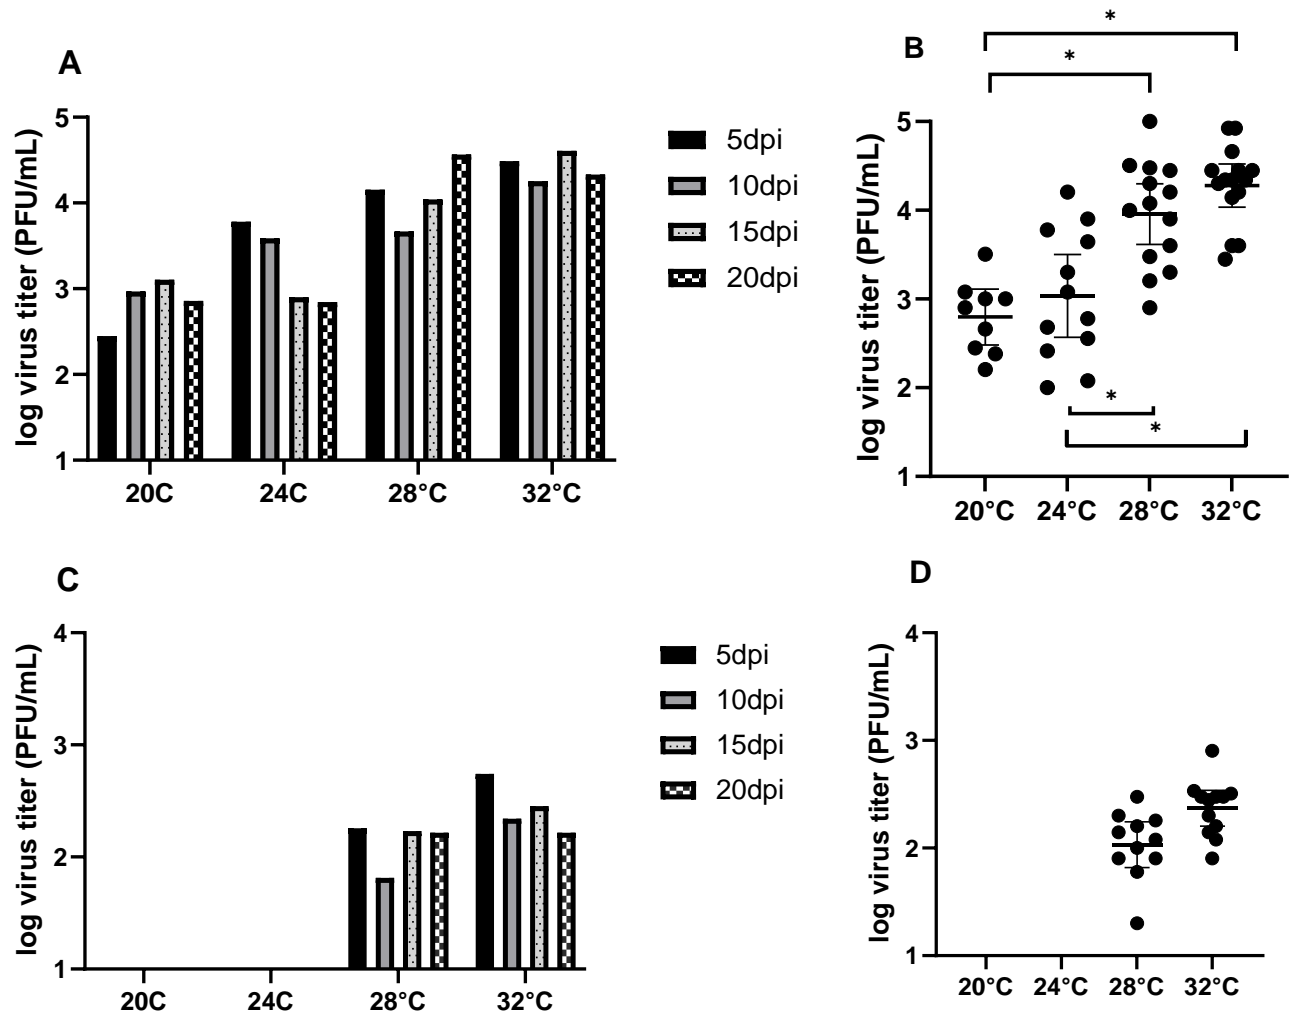 A
log virus titer (PFU/mL)
5
4
3
2
1
20C 24C 28°C 32°C
5dpi
10dpi
15dpi
20dpi
B
*
*
log virus titer (PFU/mL)
5
4
3
2
1
*
*
20°C 24°C 28°C 32°C
C
log virus titer (PFU/mL)
4
3
2
1
20C 24C 28°C 32°C
5dpi
10dpi
15dpi
20dpi
D
log virus titer (PFU/mL)
4
3
2
1
20°C 24°C 28°C 32°C